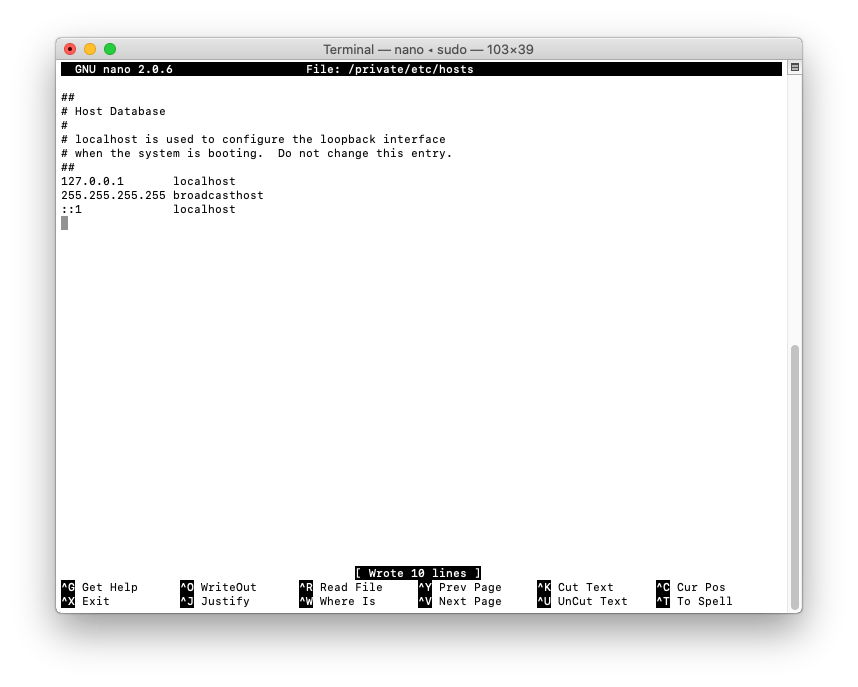 Terminal — nano ◂ sudo — 103×39
GNU nano 2.0.6 File: /private/etc/hosts
##
# Host Database
#
# localhost is used to configure the loopback interface
# when the system is booting.  Do not change this entry.
##
127.0.0.1       localhost
255.255.255.255 broadcasthost
::1             localhost
[ Wrote 10 lines ]
^G Get Help ^O WriteOut ^R Read File ^Y Prev Page ^K Cut Text ^C Cur Pos
^X Exit ^J Justify ^W Where Is ^V Next Page ^U UnCut Text ^T To Spell